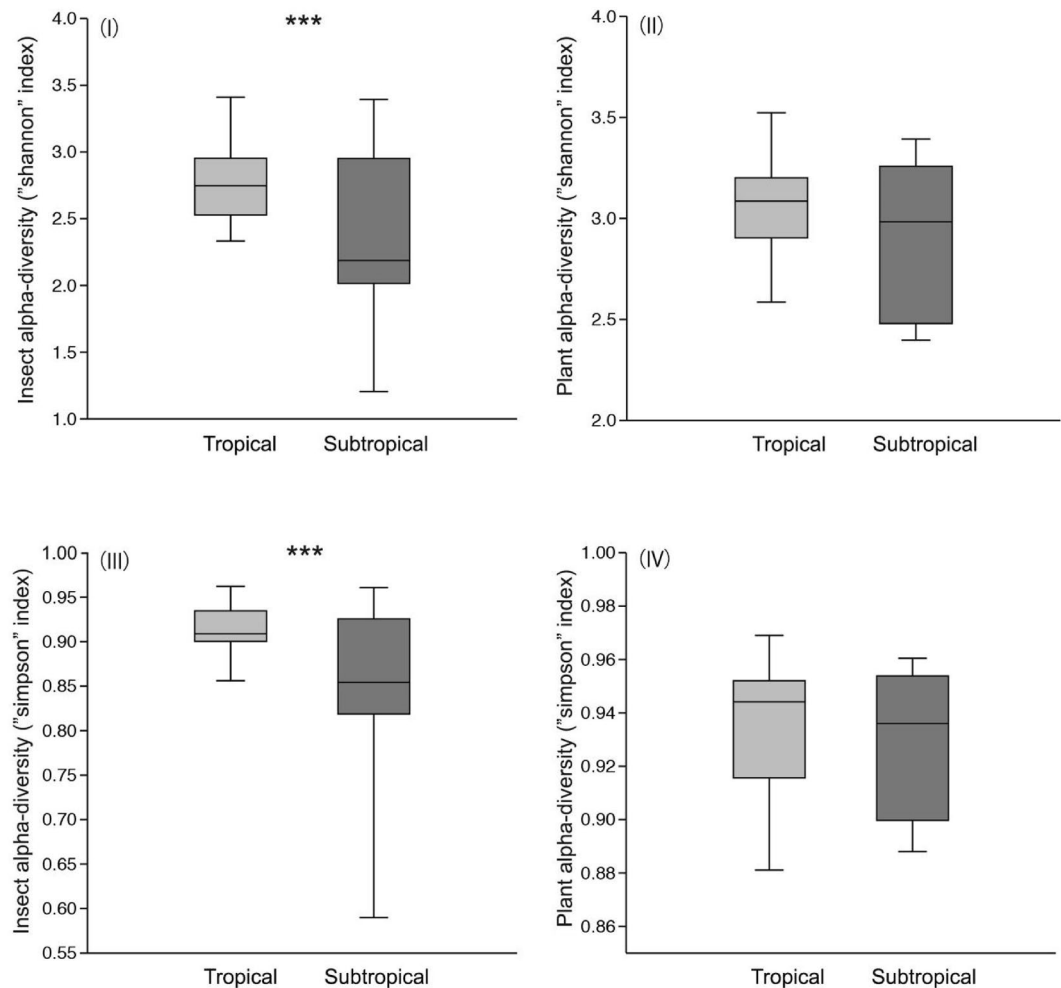 (I)
***
Insect alpha-diversity ("shannon" index)
4.0
3.5
3.0
2.5
2.0
1.5
1.0
Tropical Subtropical
(II)
Plant alpha-diversity ("shannon" index)
4.0
3.5
3.0
2.5
2.0
Tropical Subtropical
(III)
***
Insect alpha-diversity ("simpson" index)
1.00
0.95
0.90
0.85
0.80
0.75
0.70
0.65
0.60
0.55
Tropical Subtropical
(IV)
Plant alpha-diversity ("simpson" index)
1.00
0.98
0.96
0.94
0.92
0.90
0.88
0.86
Tropical Subtropical